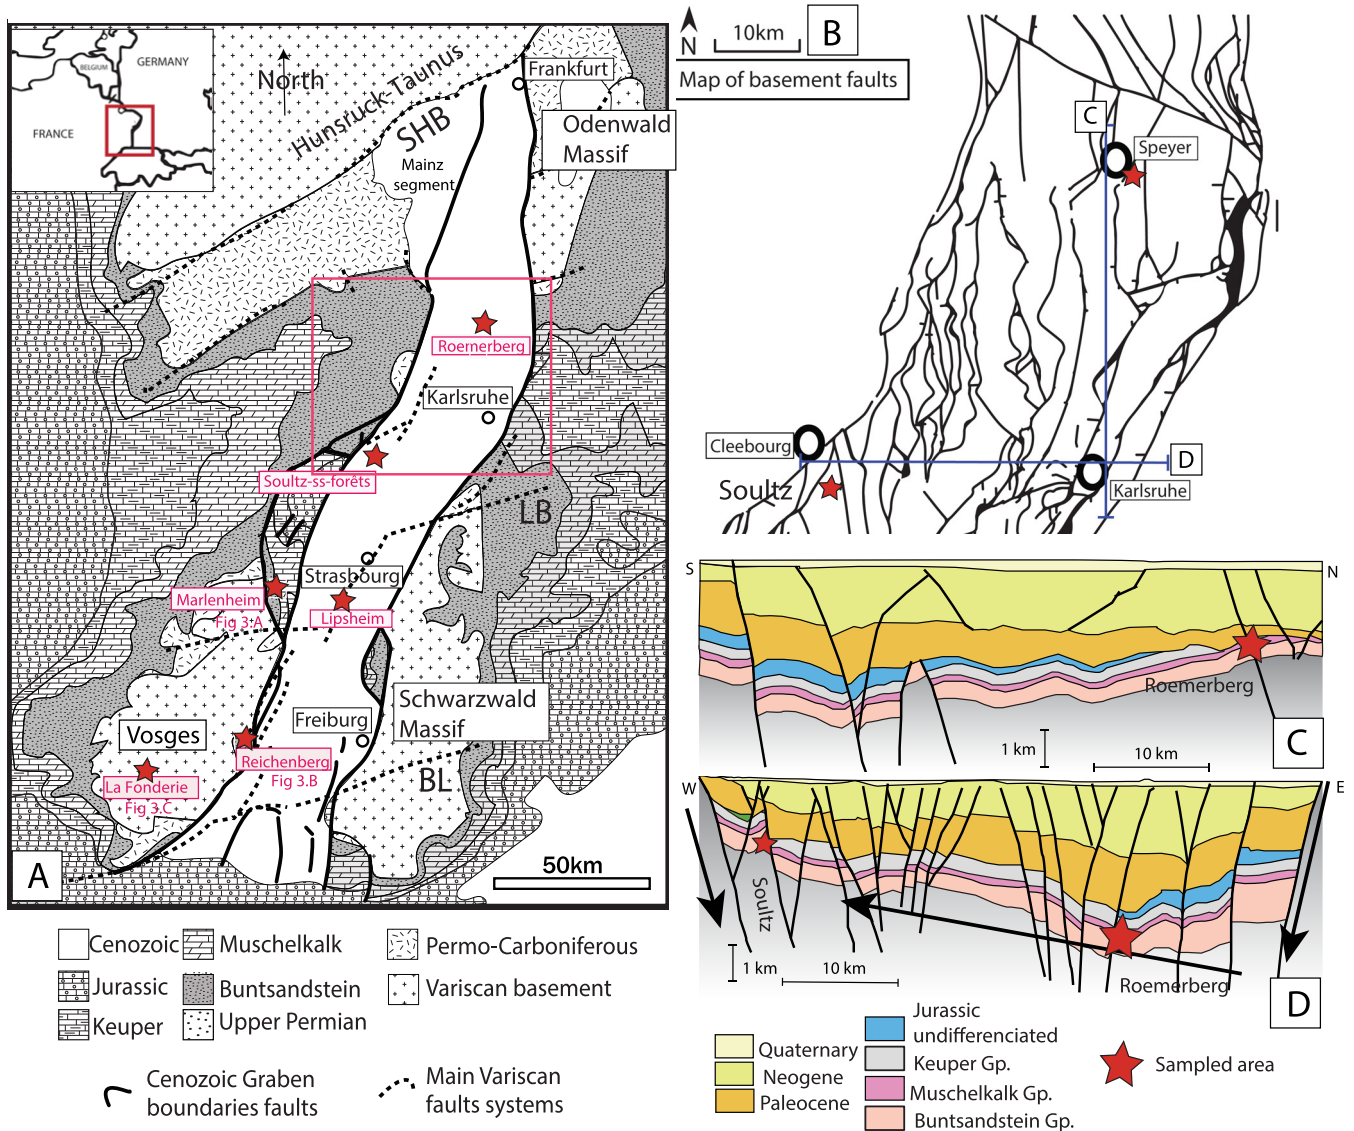 GERMANY
BELGIUM
FRANCE
North
Hunsruck-Taunus
SHB
Mainz
segment
Frankfurt
Odenwald
Massif
Roemerberg
Karlsruhe
Soultz-ss-forêts
LB
Strasbourg
Marlenheim
Fig 3.A
Lipsheim
Schwarzwald
Massif
Freiburg
Vosges
Reichenberg
Fig 3.B
La Fonderie
Fig 3.C
BL
A
50km
Cenozoic
Muschelkalk
Permo-Carboniferous
Jurassic
Buntsandstein
Variscan basement
Keuper
Upper Permian
Cenozoic Graben
boundaries faults
Main Variscan
faults systems
N
10km
B
Map of basement faults
C
Speyer
Cleebourg
D
Soultz
Karlsruhe
S
N
Roemerberg
1 km
10 km
C
W
E
Soultz
1 km
10 km
Roemerberg
D
Quaternary
Neogene
Paleocene
Jurassic
undifferenciated
Keuper Gp.
Muschelkalk Gp.
Buntsandstein Gp.
Sampled area